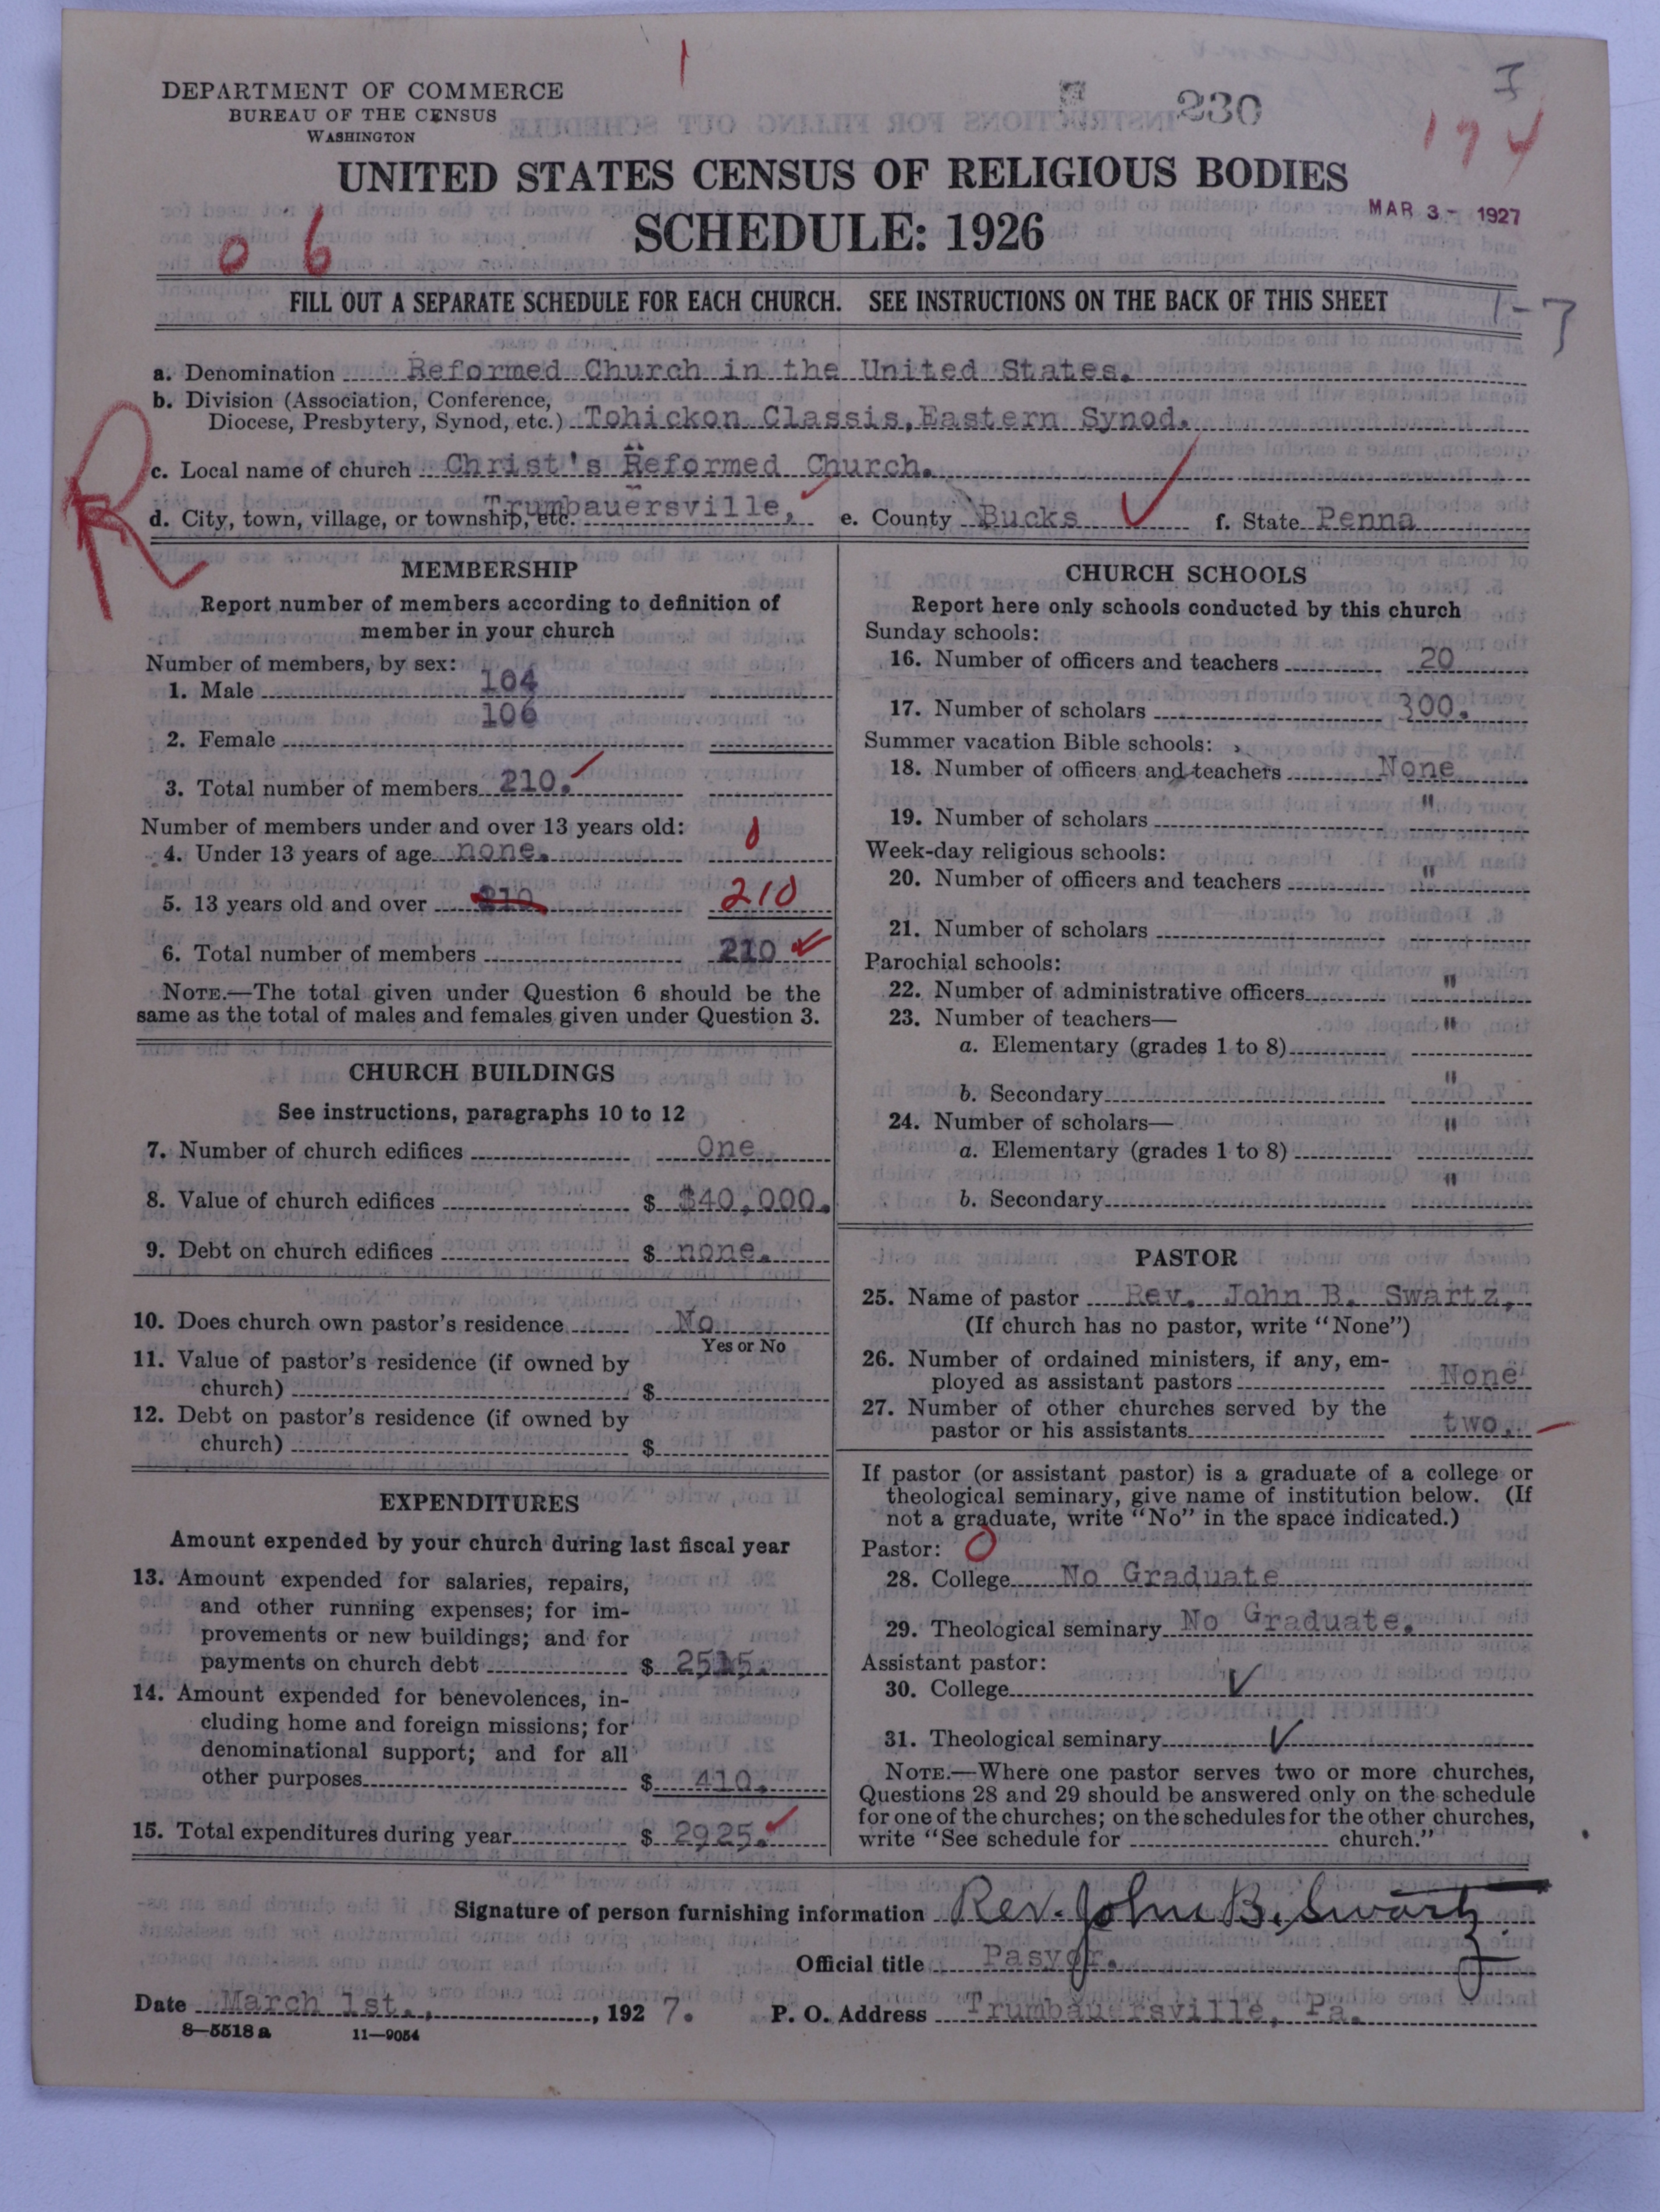 DEPARTMENT OF COMMERCE
BUREAU OF THE CENSUS
WASHINGTON
230
I
174
UNITED STATES CENSUS OF RELIGIOUS BODIES
SCHEDULE: 1926
MAR 3 - 1927
0 6
FILL OUT A SEPARATE SCHEDULE FOR EACH CHURCH. SEE INSTRUCTIONS ON THE BACK OF THIS SHEET
1-7
a. Denomination Reformed Church in the United States.
b. Division (Association, Conference,
Diocese, Presbytery, Synod, etc.) Tohickon Classis, Eastern Synod.
R
c. Local name of church Christ's Reformed Church.
d. City, town, village, or township, etc. Trumbauersville, e. County Bucks f. State Penna
MEMBERSHIP
Report number of members according to definition of
member in your church
Number of members, by sex:
1. Male 104
2. Female 106
3. Total number of members 210.
Number of members under and over 13 years old:
4. Under 13 years of age none. 0
5. 13 years old and over 210 210
6. Total number of members 210
NOTE.—The total given under Question 6 should be the
same as the total of males and females given under Question 3.
CHURCH BUILDINGS
See instructions, paragraphs 10 to 12
7. Number of church edifices One
8. Value of church edifices $ $40,000.
9. Debt on church edifices $ none.
10. Does church own pastor's residence No
Yes or No
11. Value of pastor's residence (if owned by
church) $
12. Debt on pastor's residence (if owned by
church) $
EXPENDITURES
Amount expended by your church during last fiscal year
13. Amount expended for salaries, repairs,
and other running expenses; for im-
provements or new buildings; and for
payments on church debt $ 2515.
14. Amount expended for benevolences, in-
cluding home and foreign missions; for
denominational support; and for all
other purposes $ 410.
15. Total expenditures during year $ 2925.
CHURCH SCHOOLS
Report here only schools conducted by this church
Sunday schools:
16. Number of officers and teachers 20
17. Number of scholars 300.
Summer vacation Bible schools:
18. Number of officers and teachers None
19. Number of scholars "
Week-day religious schools:
20. Number of officers and teachers "
21. Number of scholars
Parochial schools:
22. Number of administrative officers "
23. Number of teachers— "
a. Elementary (grades 1 to 8)
b. Secondary "
24. Number of scholars— "
a. Elementary (grades 1 to 8)
b. Secondary "
PASTOR
25. Name of pastor Rev. John B. Swartz,
(If church has no pastor, write "None")
26. Number of ordained ministers, if any, em-
ployed as assistant pastors None
27. Number of other churches served by the
pastor or his assistants two.
If pastor (or assistant pastor) is a graduate of a college or
theological seminary, give name of institution below. (If
not a graduate, write "No" in the space indicated.)
Pastor: 0
28. College No Graduate
29. Theological seminary No Graduate.
Assistant pastor:
30. College
31. Theological seminary
NOTE.—Where one pastor serves two or more churches,
Questions 28 and 29 should be answered only on the schedule
for one of the churches; on the schedules for the other churches,
write "See schedule for church."
Signature of person furnishing information Rev. John B. Swartz.
Official title Pasyor.
Date March 1st., , 1927. P. O. Address Trumbauersville, Pa.
8—5518 a 11—9054